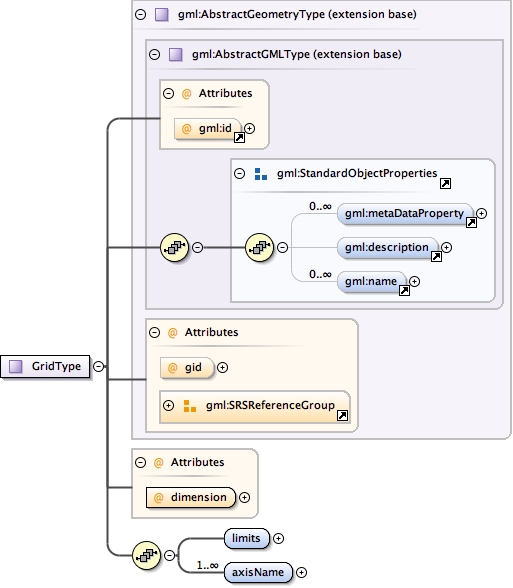 gml:AbstractGeometryType (extension base)
gml:AbstractGMLType (extension base)
@ Attributes
@ gml:id
gml:StandardObjectProperties
0..∞
gml:metaDataProperty
gml:description
0..∞
gml:name
@ Attributes
GridType
@ gid
gml:SRSReferenceGroup
@ Attributes
@ dimension
limits
1..∞
axisName